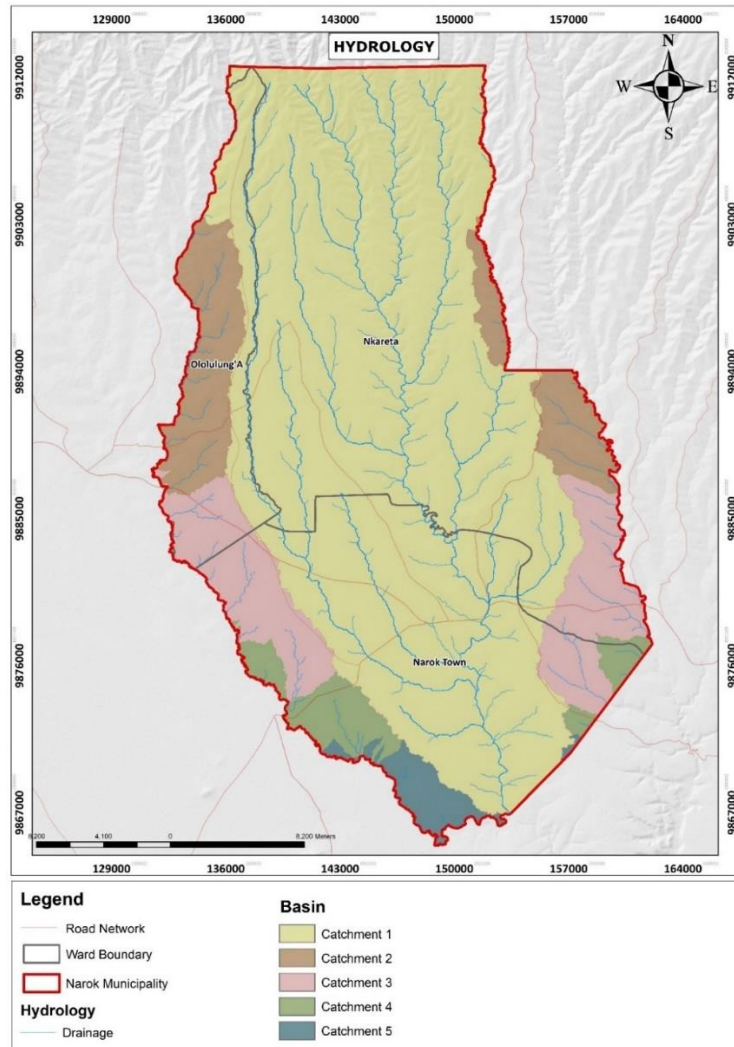 129000 136000 143000 150000 157000 164000
HYDROLOGY
N
W E
S
9912000 9912000
9903000 9903000
Nkareta
Ololulung'A
9894000 9894000
9885000 9885000
9876000 9876000
Narok Town
9867000 9867000
8,200 4,100 0 8,200 Meters
129000 136000 143000 150000 157000 164000
Legend
Road Network
Ward Boundary
Narok Municipality
Hydrology
Drainage
Basin
Catchment 1
Catchment 2
Catchment 3
Catchment 4
Catchment 5